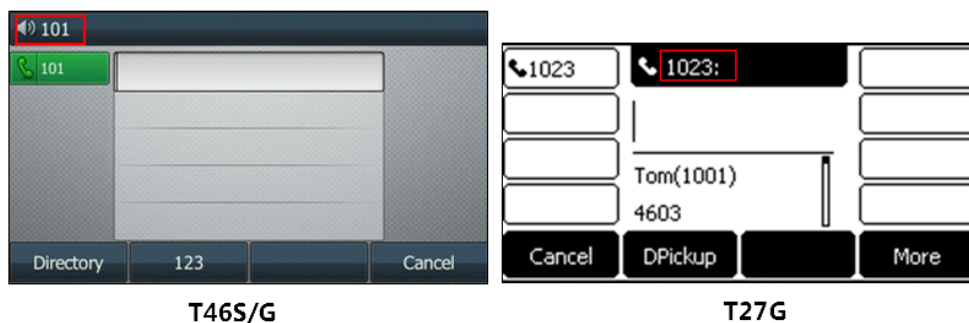 101
101
Directory 123 Cancel
T46S/G
1023 1023:
Tom(1001)
4603
Cancel DPickup More
T27G